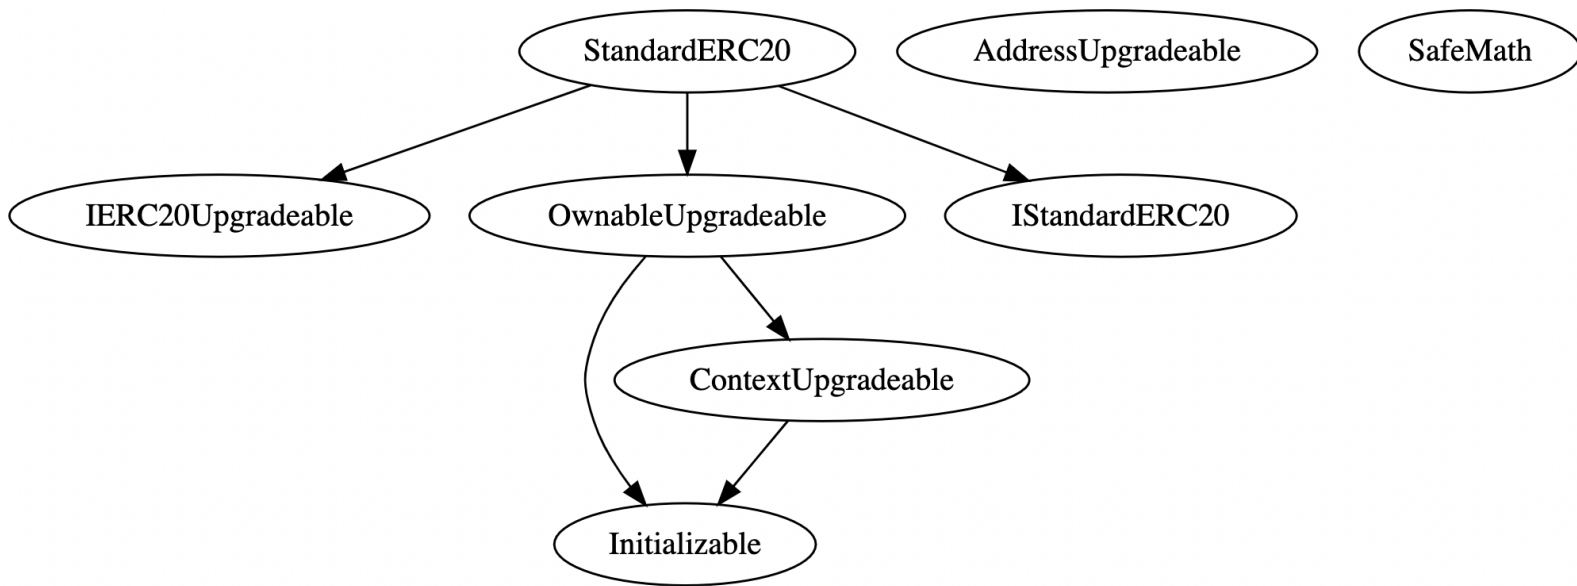 StandardERC20
AddressUpgradeable
SafeMath
IERC20Upgradeable
OwnableUpgradeable
IStandardERC20
ContextUpgradeable
Initializable